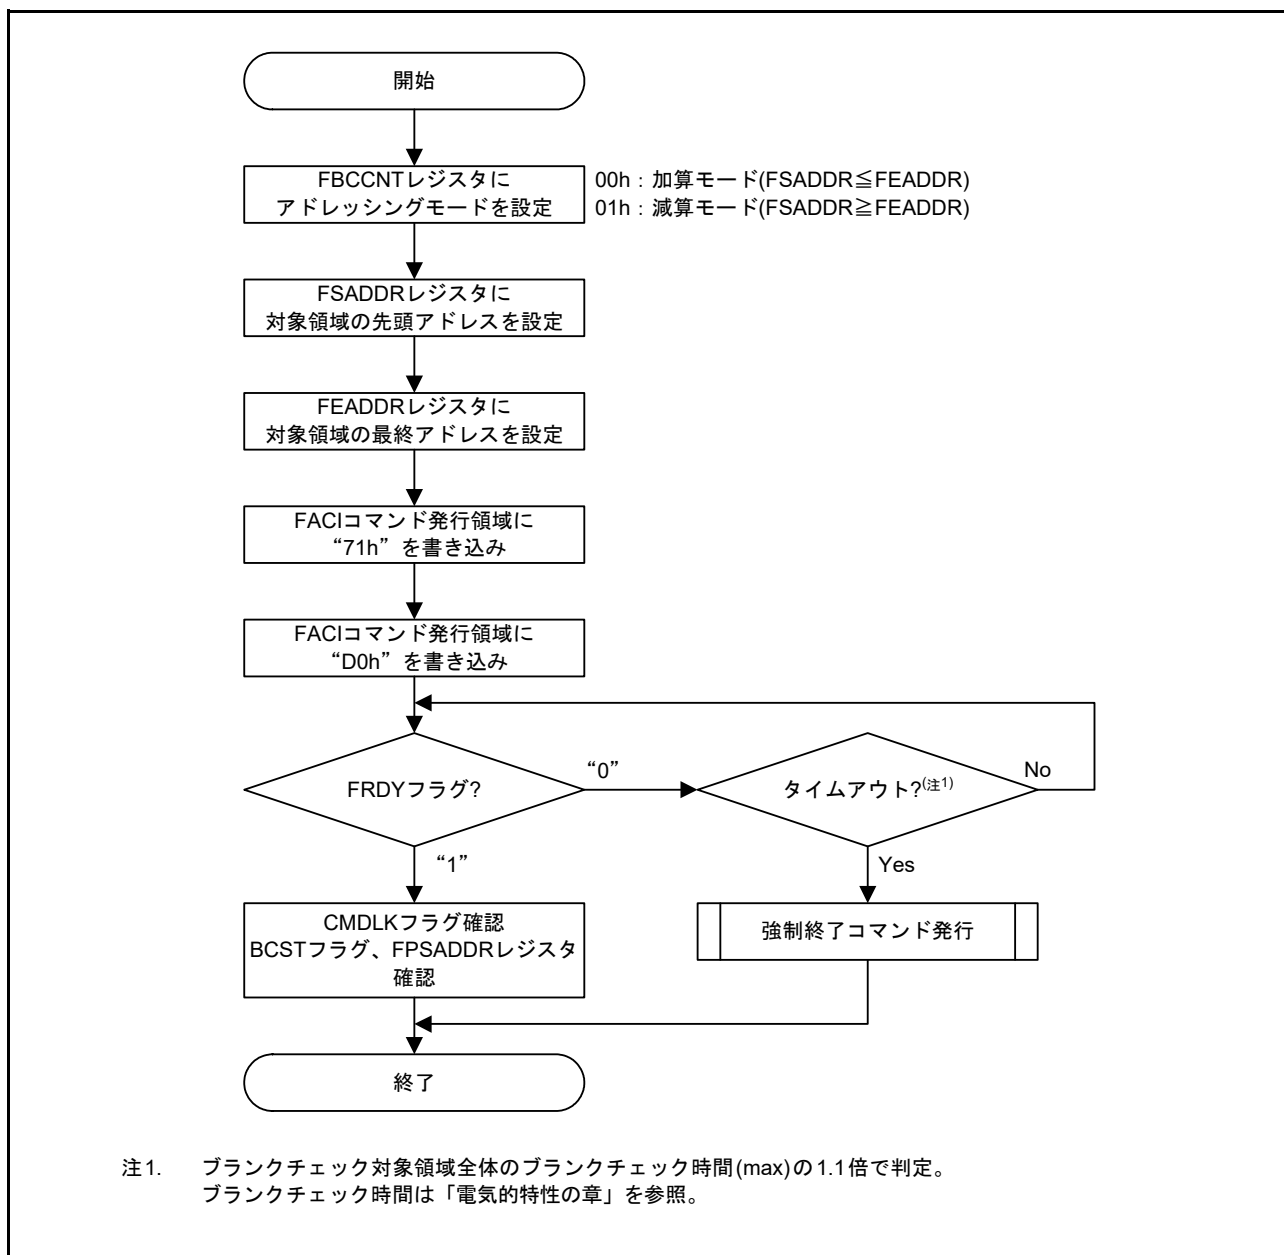 開始
FBCCNTレジスタに
アドレッシングモードを設定
00h：加算モード(FSADDR≦FEADDR)
01h：減算モード(FSADDR≧FEADDR)
FSADDRレジスタに
対象領域の先頭アドレスを設定
FEADDRレジスタに
対象領域の最終アドレスを設定
FACIコマンド発行領域に
“71h”を書き込み
FACIコマンド発行領域に
“D0h”を書き込み
FRDYフラグ?
“0”
タイムアウト?(注1)
No
“1”
Yes
CMDLKフラグ確認
BCSTフラグ、FPSADDRレジスタ
確認
強制終了コマンド発行
終了
注1. ブランクチェック対象領域全体のブランクチェック時間(max)の1.1倍で判定。
ブランクチェック時間は「電気的特性の章」を参照。